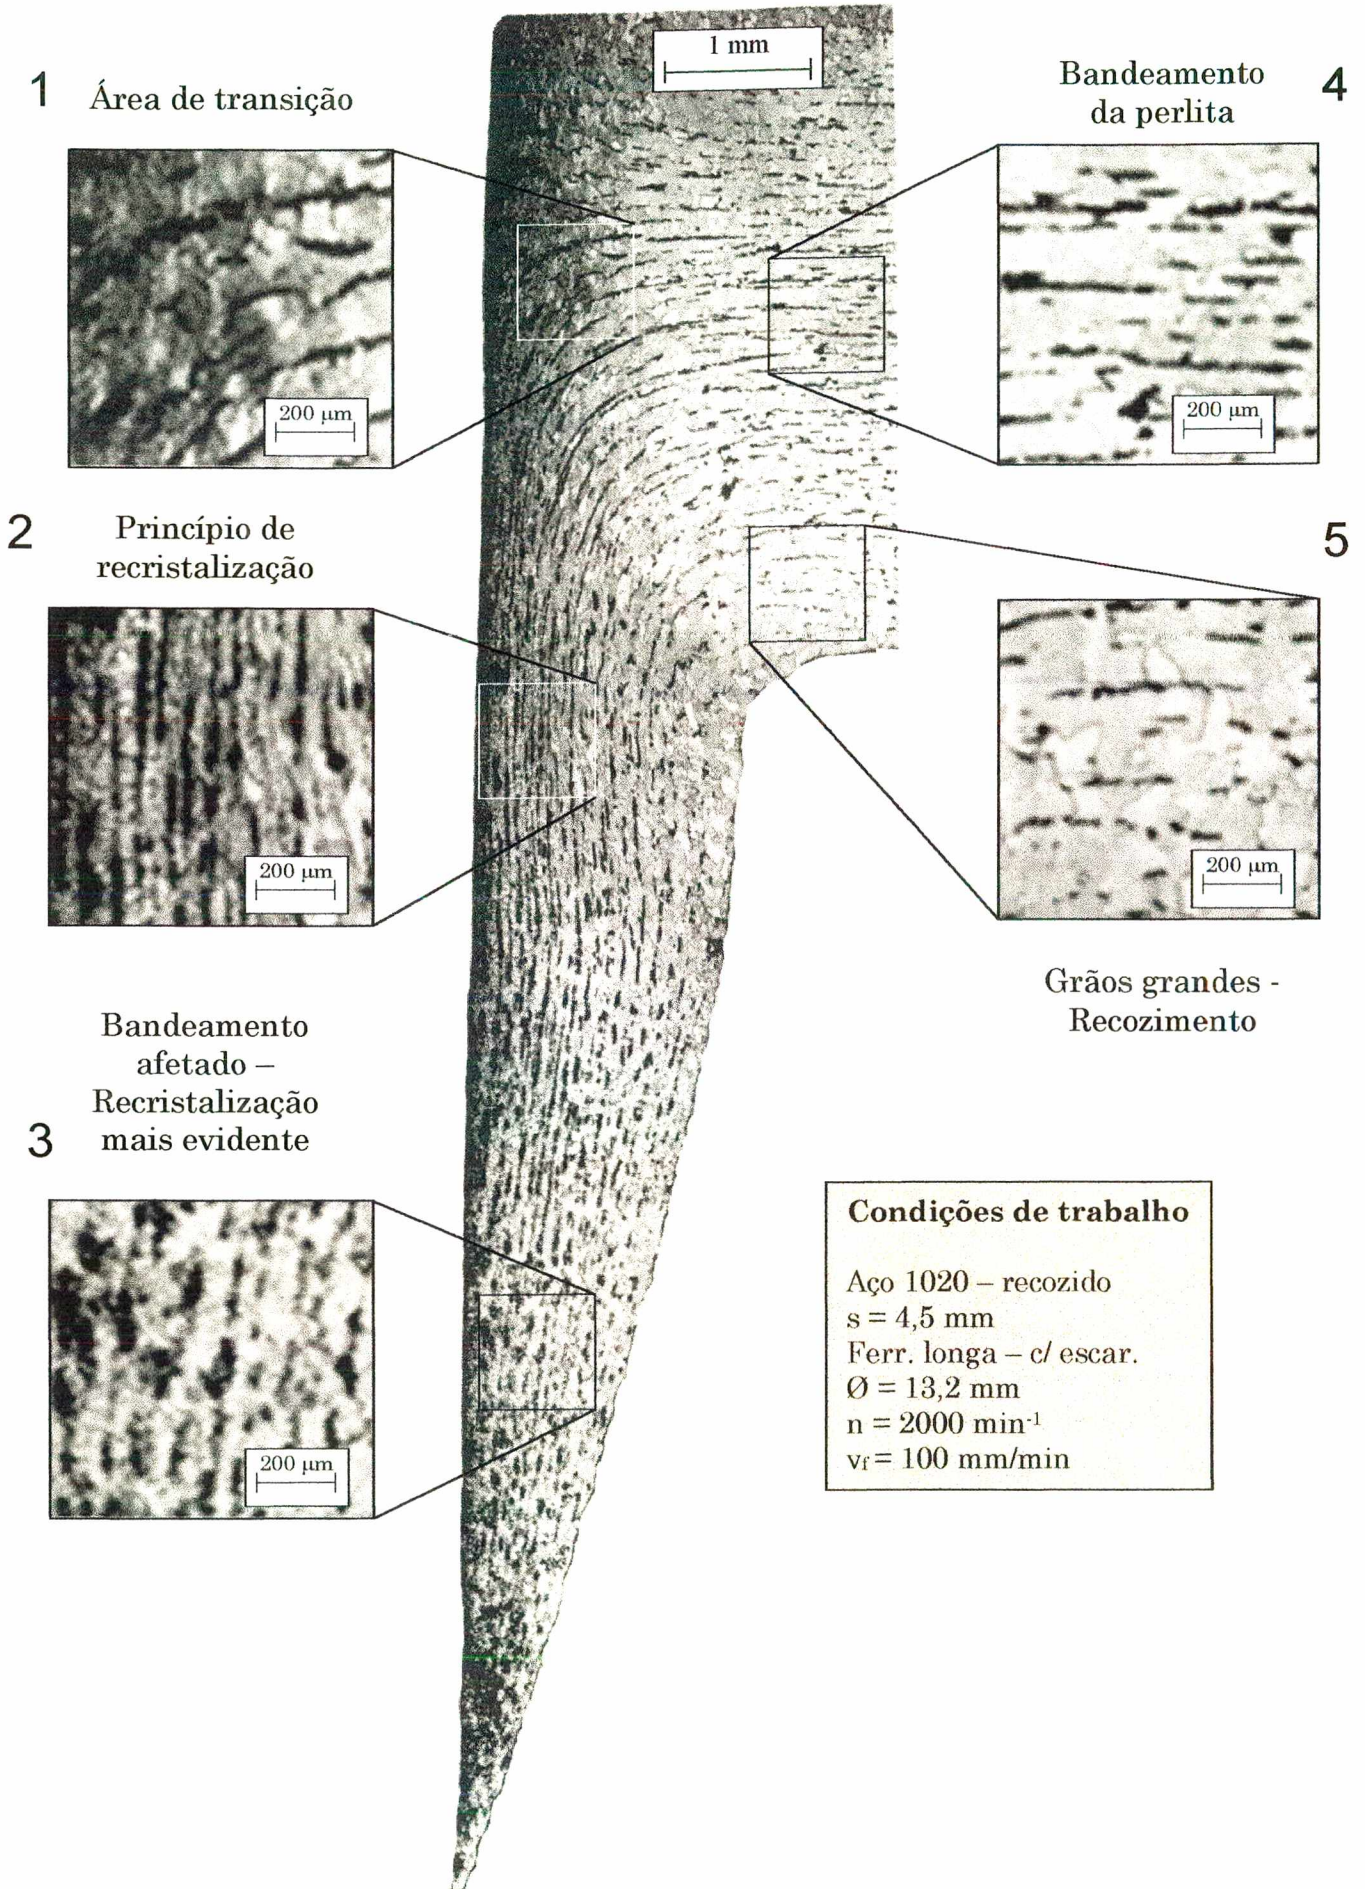 1 mm
1
Área de transição
200 µm
Bandeamento
da perlita
4
200 µm
2
Princípio de
recristalização
200 µm
5
200 µm
Grãos grandes -
Recozimento
Bandeamento
afetado –
Recristalização
mais evidente
3
200 µm
Condições de trabalho
Aço 1020 – recozido
s = 4,5 mm
Ferr. longa – c/ escar.
Ø = 13,2 mm
n = 2000 min⁻¹
vf = 100 mm/min